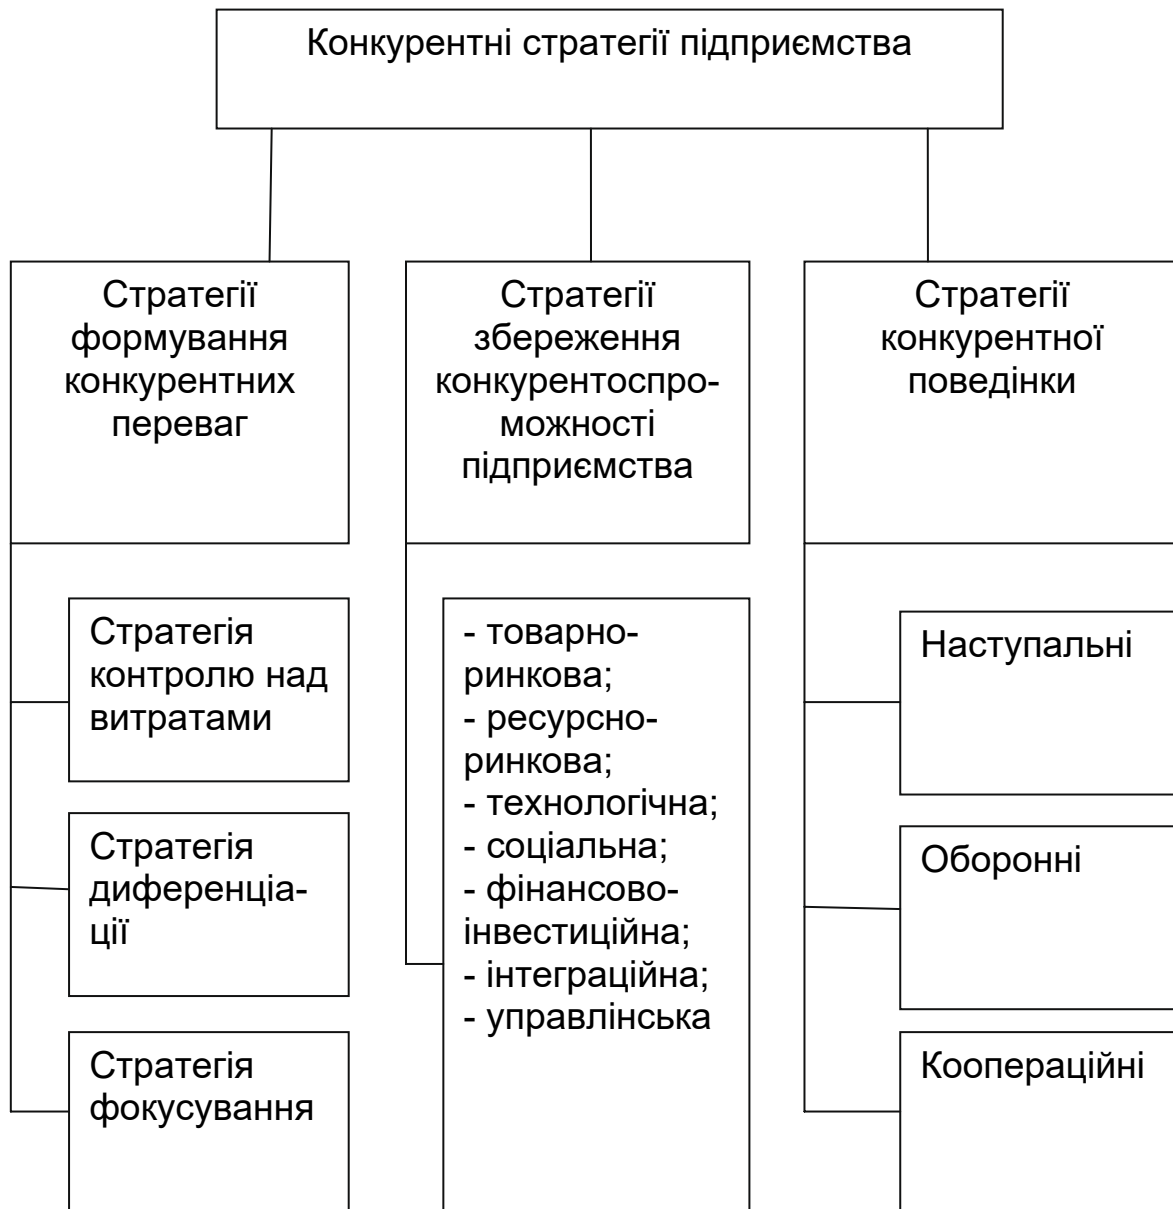 Конкурентні стратегії підприємства
Стратегії
формування
конкурентних
переваг
Стратегії
збереження
конкурентоспро-
можності
підприємства
Стратегії
конкурентної
поведінки
Стратегія
контролю над
витратами
Стратегія
диференціа-
ції
Стратегія
фокусування
- товарно-
ринкова;
- ресурсно-
ринкова;
- технологічна;
- соціальна;
- фінансово-
інвестиційна;
- інтеграційна;
- управлінська
Наступальні
Оборонні
Коопераційні